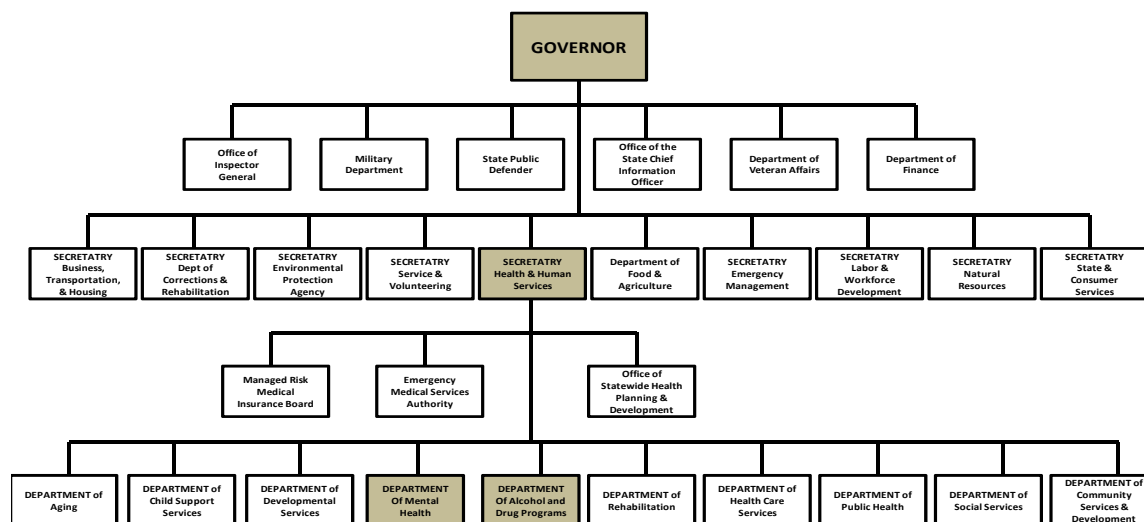 GOVERNOR
Office of
Inspector
General
Military
Department
State Public
Defender
Office of the
State Chief
Information
Officer
Department of
Veteran Affairs
Department of
Finance
SECRETATRY
Business,
Transportation,
& Housing
SECRETATRY
Dept of
Corrections &
Rehabilitation
SECRETATRY
Environmental
Protection
Agency
SECRETATRY
Service &
Volunteering
SECRETATRY
Health & Human
Services
Department of
Food &
Agriculture
SECRETATRY
Emergency
Management
SECRETATRY
Labor &
Workforce
Development
SECRETATRY
Natural
Resources
SECRETATRY
State &
Consumer
Services
Managed Risk
Medical
Insurance Board
Emergency
Medical Services
Authority
Office of
Statewide Health
Planning &
Development
DEPARTMENT of
Aging
DEPARTMENT of
Child Support
Services
DEPARTMENT of
Developmental
Services
DEPARTMENT
Of Mental
Health
DEPARTMENT
Of Alcohol and
Drug Programs
DEPARTMENT of
Rehabilitation
DEPARTMENT of
Health Care
Services
DEPARTMENT of
Public Health
DEPARTMENT of
Social Services
DEPARTMENT of
Community
Services &
Development